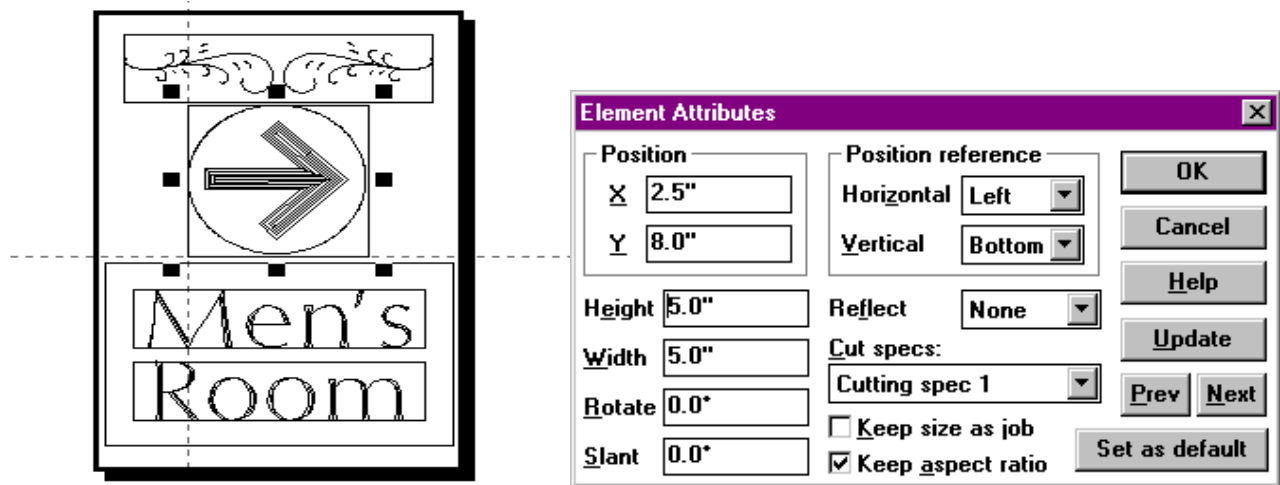 Men's
Room
Element Attributes
Position
X 2.5"
Y 8.0"
Position reference
Horizontal Left
Vertical Bottom
OK
Cancel
Help
Update
Prev Next
Set as default
Height 5.0"
Width 5.0"
Rotate 0.0°
Slant 0.0°
Reflect None
Cut specs:
Cutting spec 1
Keep size as job
Keep aspect ratio